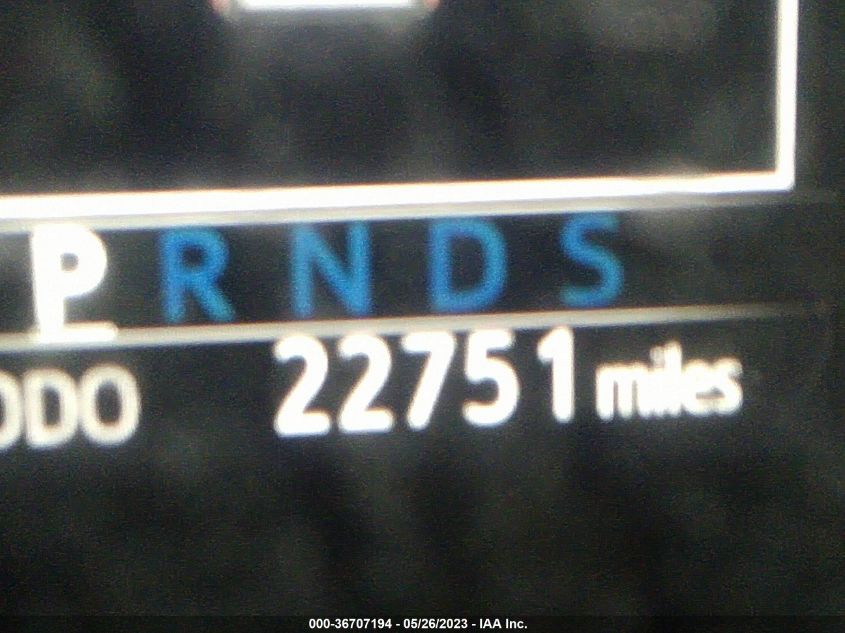 P R N D S
ODO 22751 miles
000-36707194 - 05/26/2023 - IAA Inc.